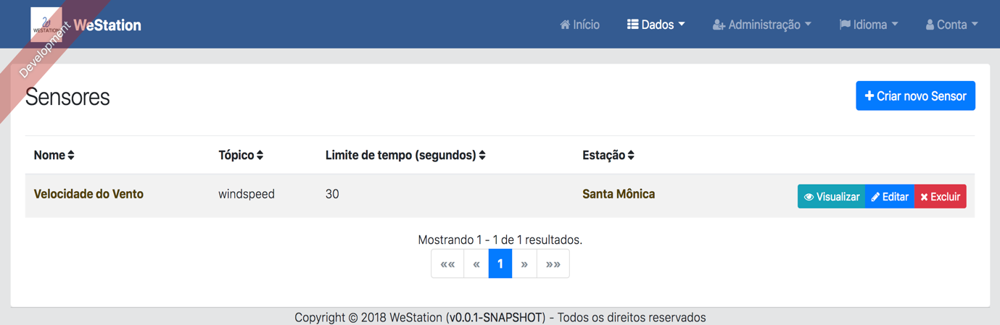 WESTATION WeStation Início Dados Administração Idioma Conta
Development
Sensores Criar novo Sensor
Nome Tópico Limite de tempo (segundos) Estação
Velocidade do Vento windspeed 30 Santa Mônica Visualizar Editar Excluir
Mostrando 1 - 1 de 1 resultados.
«« « 1 » »»
Copyright © 2018 WeStation (v0.0.1-SNAPSHOT) - Todos os direitos reservados